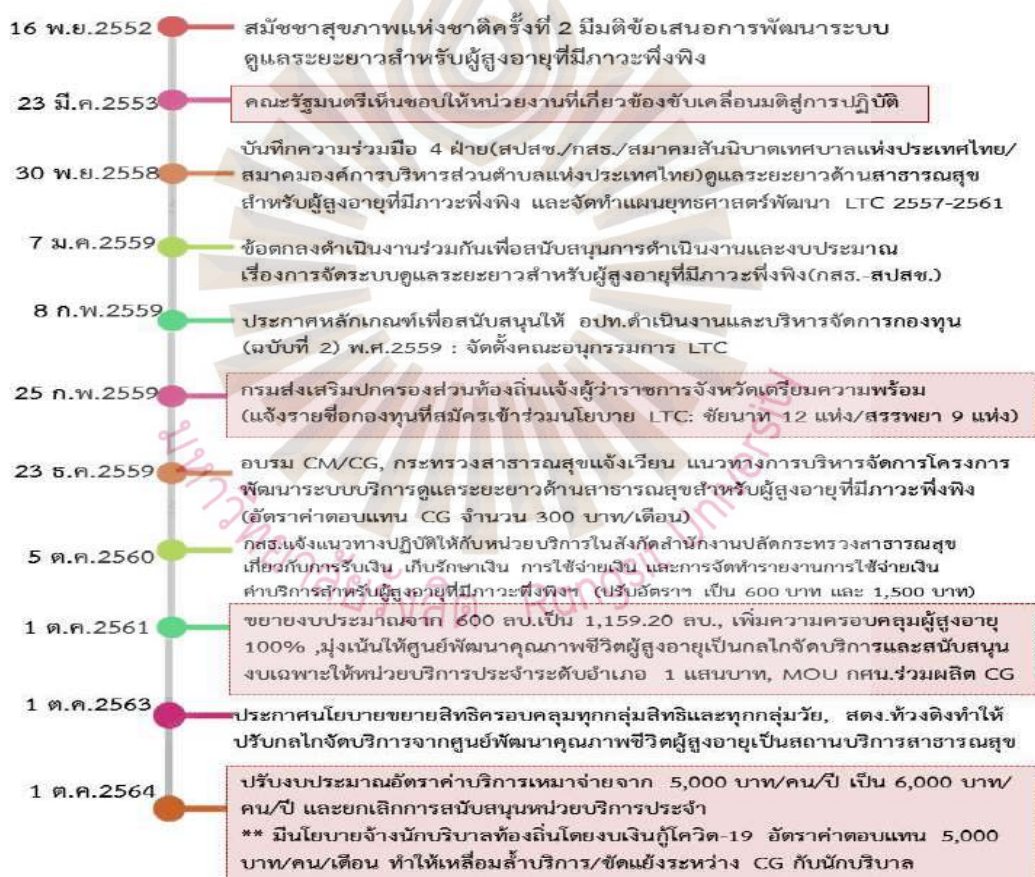 16 พ.ย.2552
สมัชชาสุขภาพแห่งชาติครั้งที่ 2 มีมติข้อเสนอการพัฒนาระบบ
ดูแลระยะยาวสำหรับผู้สูงอายุที่มีภาวะพึ่งพิง
23 มี.ค.2553
คณะรัฐมนตรีเห็นชอบให้หน่วยงานที่เกี่ยวข้องขับเคลื่อนมติสู่การปฏิบัติ
30 พ.ย.2558
บันทึกความร่วมมือ 4 ฝ่าย(สปสช./กสธ./สมาคมสันนิบาตเทศบาลแห่งประเทศไทย/
สมาคมองค์การบริหารส่วนตำบลแห่งประเทศไทย)ดูแลระยะยาวด้านสาธารณสุข
สำหรับผู้สูงอายุที่มีภาวะพึ่งพิง และจัดทำแผนยุทธศาสตร์พัฒนา LTC 2557-2561
7 ม.ค.2559
ข้อตกลงดำเนินงานร่วมกันเพื่อสนับสนุนการดำเนินงานและงบประมาณ
เรื่องการจัดระบบดูแลระยะยาวสำหรับผู้สูงอายุที่มีภาวะพึ่งพิง(กสธ.-สปสช.)
8 ก.พ.2559
ประกาศหลักเกณฑ์เพื่อสนับสนุนให้ อปท.ดำเนินงานและบริหารจัดการกองทุน
(ฉบับที่ 2) พ.ศ.2559 : จัดตั้งคณะอนุกรรมการ LTC
25 ก.พ.2559
กรมส่งเสริมปกครองส่วนท้องถิ่นแจ้งผู้ว่าราชการจังหวัดเตรียมความพร้อม
(แจ้งรายชื่อกองทุนที่สมัครเข้าร่วมนโยบาย LTC: ชัยนาท 12 แห่ง/สรรพยา 9 แห่ง)
23 ธ.ค.2559
อบรม CM/CG, กระทรวงสาธารณสุขแจ้งเวียน แนวทางการบริหารจัดการโครงการ
พัฒนาระบบบริการดูแลระยะยาวด้านสาธารณสุขสำหรับผู้สูงอายุที่มีภาวะพึ่งพิง
(อัตราค่าตอบแทน CG จำนวน 300 บาท/เดือน)
5 ต.ค.2560
กสธ.แจ้งแนวทางปฏิบัติให้กับหน่วยบริการในสังกัดสำนักงานปลัดกระทรวงสาธารณสุข
เกี่ยวกับการรับเงิน เก็บรักษาเงิน การใช้จ่ายเงิน และการจัดทำรายงานการใช้จ่ายเงิน
ค่าบริการสำหรับผู้สูงอายุที่มีภาวะพึ่งพิงฯ (ปรับอัตราฯ เป็น 600 บาท และ 1,500 บาท)
1 ต.ค.2561
ขยายงบประมาณจาก 600 ลบ.เป็น 1,159.20 ลบ., เพิ่มความครอบคลุมผู้สูงอายุ
100% ,มุ่งเน้นให้ศูนย์พัฒนาคุณภาพชีวิตผู้สูงอายุเป็นกลไกจัดบริการและสนับสนุน
งบเฉพาะให้หน่วยบริการประจำระดับอำเภอ 1 แสนบาท, MOU กศน.ร่วมผลิต CG
1 ต.ค.2563
ประกาศนโยบายขยายสิทธิครอบคลุมทุกกลุ่มสิทธิและทุกกลุ่มวัย, สตง.ท้วงติงทำให้
ปรับกลไกจัดบริการจากศูนย์พัฒนาคุณภาพชีวิตผู้สูงอายุเป็นสถานบริการสาธารณสุข
1 ต.ค.2564
ปรับงบประมาณอัตราค่าบริการเหมาจ่ายจาก 5,000 บาท/คน/ปี เป็น 6,000 บาท/
คน/ปี และยกเลิกการสนับสนุนหน่วยบริการประจำ
** มีนโยบายจ้างนักบริบาลท้องถิ่นโดยงบเงินกู้โควิด-19 อัตราค่าตอบแทน 5,000
บาท/คน/เดือน ทำให้เหลื่อมล้ำบริการ/ขัดแย้งระหว่าง CG กับนักบริบาล
มหาวิทยาลัยรังสิต Rangsit University